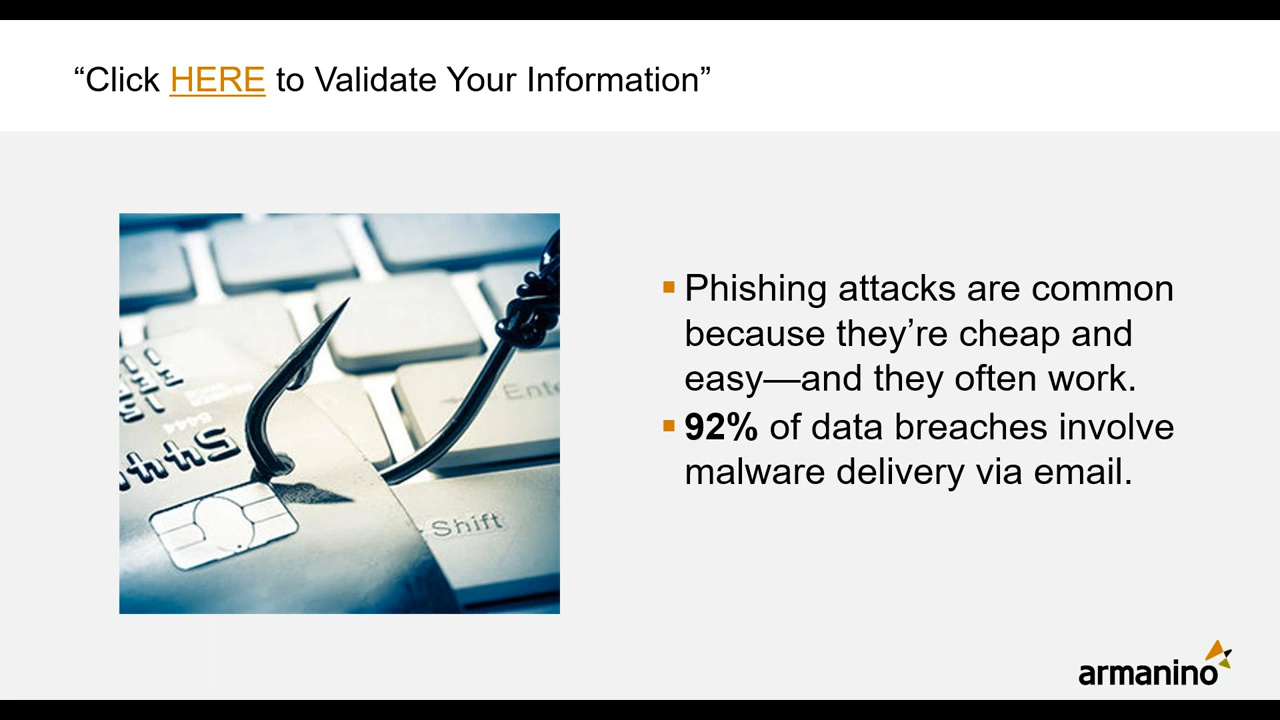 “Click HERE to Validate Your Information”
Phishing attacks are common
because they’re cheap and
easy—and they often work.
92% of data breaches involve
malware delivery via email.
Shift
armanino